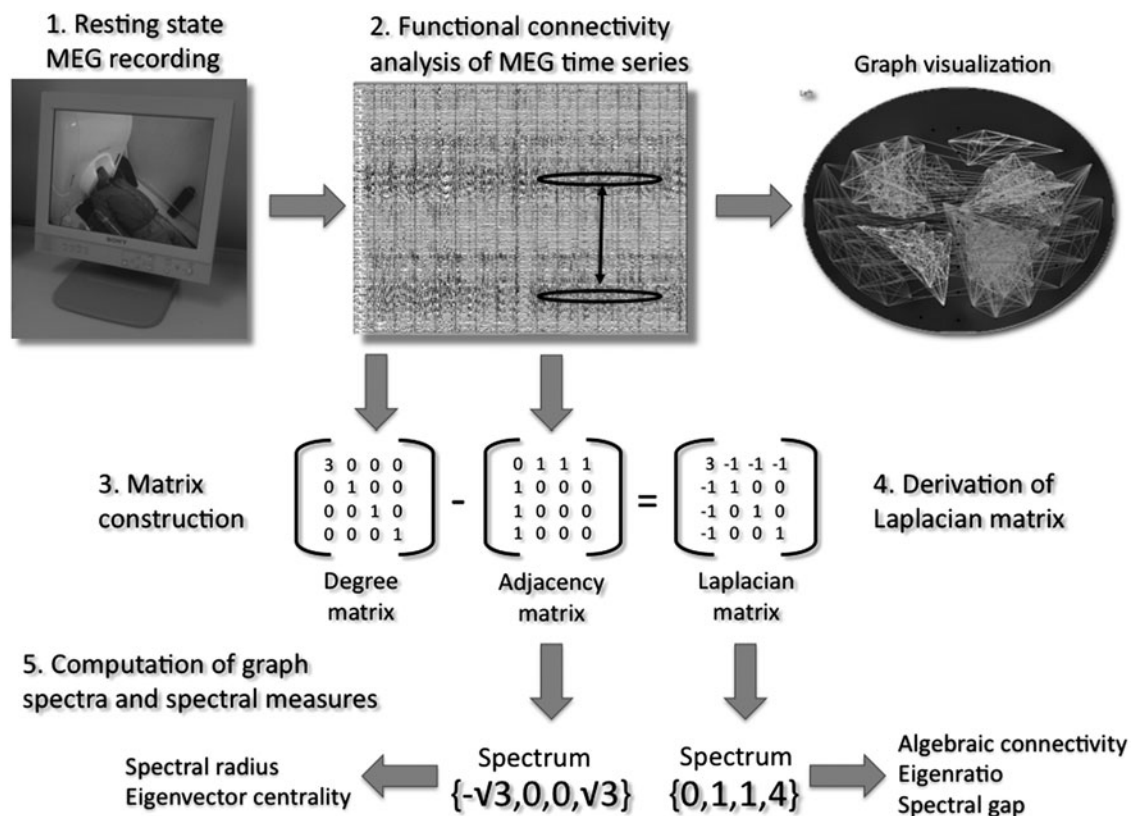 1. Resting state
MEG recording
2. Functional connectivity
analysis of MEG time series
Graph visualization
SONY
3. Matrix
construction
3 0 0 0
0 1 0 0
0 0 1 0
0 0 0 1
-
0 1 1 1
1 0 0 0
1 0 0 0
1 0 0 0
=
3 -1 -1 -1
-1 1 0 0
-1 0 1 0
-1 0 0 1
4. Derivation of
Laplacian matrix
Degree
matrix
Adjacency
matrix
Laplacian
matrix
5. Computation of graph
spectra and spectral measures
Spectral radius
Eigenvector centrality
Spectrum
{-√3,0,0,√3}
Spectrum
{0,1,1,4}
Algebraic connectivity
Eigenratio
Spectral gap